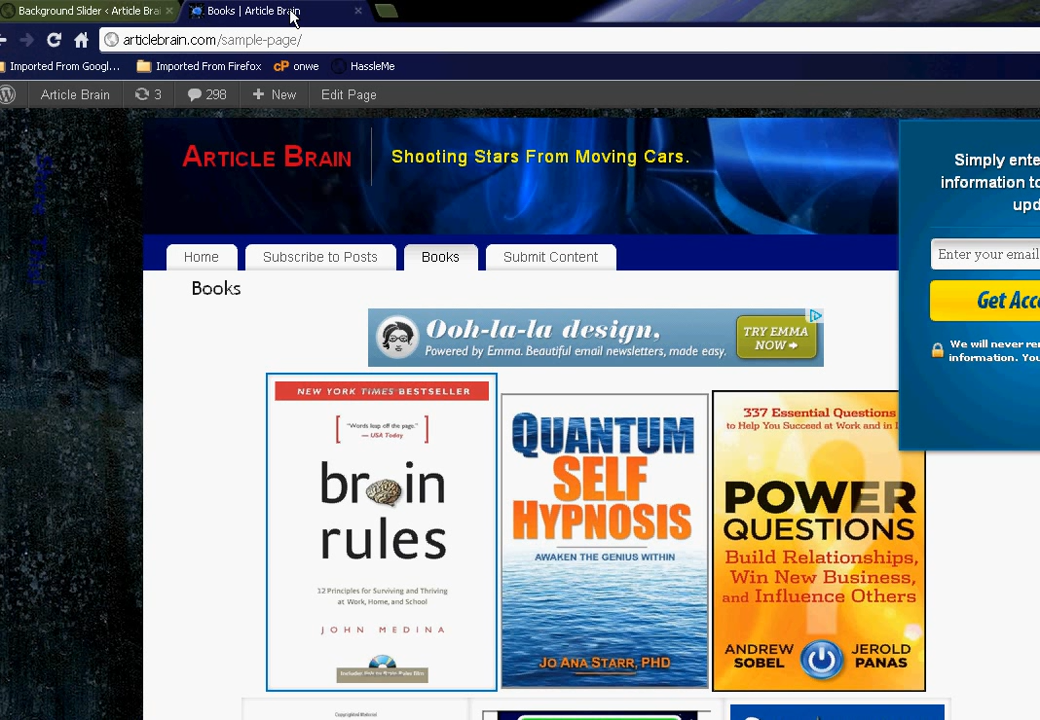 Background Slider ‹ Article Brai
Books | Article Brain
articlebrain.com/sample-page/
Imported From Googl...
Imported From Firefox
cP onwe
HassleMe
Article Brain
3
298
+ New
Edit Page
ARTICLE BRAIN
Shooting Stars From Moving Cars.
Simply ente
information to
upd
Home
Subscribe to Posts
Books
Submit Content
Enter your email
Books
Get Acc
Ooh-la-la design,
Powered by Emma. Beautiful email newsletters, made easy.
TRY EMMA
NOW
We will never ren
information. You
NEW YORK TIMES BESTSELLER
"Words leap off the page."
— USA Today
brain
rules
12 Principles for Surviving and Thriving
at Work, Home, and School
JOHN MEDINA
QUANTUM
SELF
HYPNOSIS
AWAKEN THE GENIUS WITHIN
JO ANA STARR, PHD
337 Essential Questions
to Help You Succeed at Work and in
POWER
QUESTIONS
Build Relationships,
Win New Business,
and Influence Others
ANDREW
SOBEL
JEROLD
PANAS
Copyrighted Material